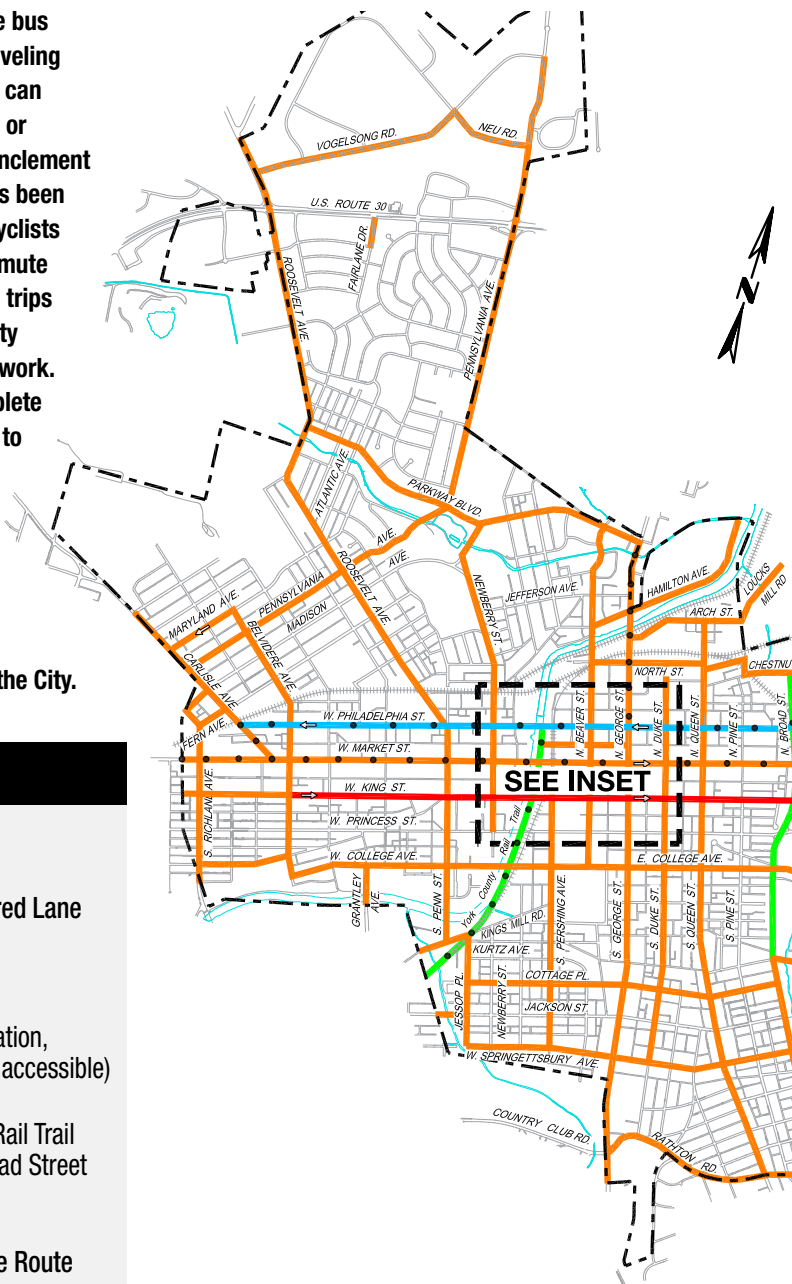 e bus
veling
can
or
nclement
s been
yclists
mute
trips
ty
work.
plete
to
the City.
red Lane
ation,
accessible)
Rail Trail
ad Street
e Route
VOGELSONG RD.
NEU RD.
U.S. ROUTE 30
FAIRLANE DR.
ROOSEVELT AVE.
PENNSYLVANIA AVE.
N
ATLANTIC AVE.
PARKWAY BLVD.
PENNSYLVANIA AVE.
MADISON AVE.
ROOSEVELT AVE.
MARYLAND AVE.
BELVIDERE AVE.
CARLISLE AVE
FERN AVE.
NEWBERRY ST.
JEFFERSON AVE.
HAMILTON AVE.
LOUCKS
MILL RD
ARCH ST.
NORTH ST.
CHESTNUT
W. PHILADELPHIA ST.
N. BEAVER ST.
N. GEORGE ST.
N. DUKE ST.
N. QUEEN ST.
N. PINE ST.
N. BROAD ST.
W. MARKET ST.
SEE INSET
W. KING ST.
S. RICHLAND AVE.
W. PRINCESS ST.
W. COLLEGE AVE.
E. COLLEGE AVE.
GRANTLEY
AVE.
S. PENN ST.
York County Rail Trail
KINGS MILL RD.
KURTZ AVE.
S. PERSHING AVE.
S. GEORGE ST.
S. DUKE ST.
S. QUEEN ST.
S. PINE ST.
COTTAGE PL.
JESSOP PL.
NEWBERRY ST.
JACKSON ST.
W. SPRINGETTSBURY AVE.
COUNTRY CLUB RD.
RATHTON RD.